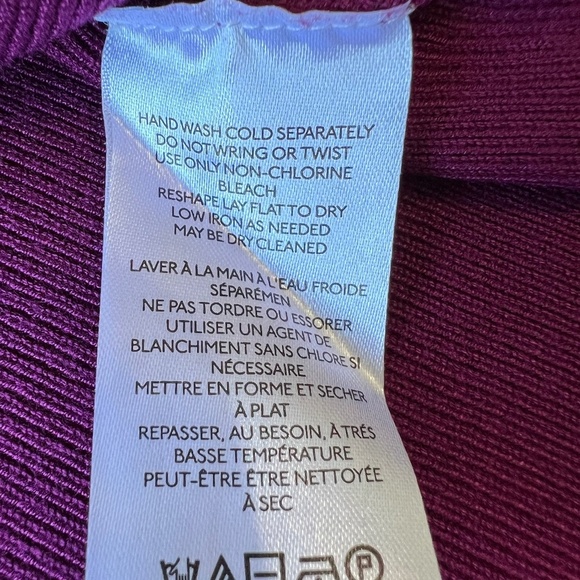 HAND WASH COLD SEPARATELY
DO NOT WRING OR TWIST
USE ONLY NON-CHLORINE
BLEACH
RESHAPE LAY FLAT TO DRY
LOW IRON AS NEEDED
MAY BE DRY CLEANED
LAVER À LA MAIN À L'EAU FROIDE
SÉPARÉMEN
NE PAS TORDRE OU ESSORER
UTILISER UN AGENT DE
BLANCHIMENT SANS CHLORE SI
NÉCESSAIRE
METTRE EN FORME ET SECHER
À PLAT
REPASSER, AU BESOIN, À TRÉS
BASSE TEMPÉRATURE
PEUT-ÊTRE ÊTRE NETTOYÉE
À SEC
P